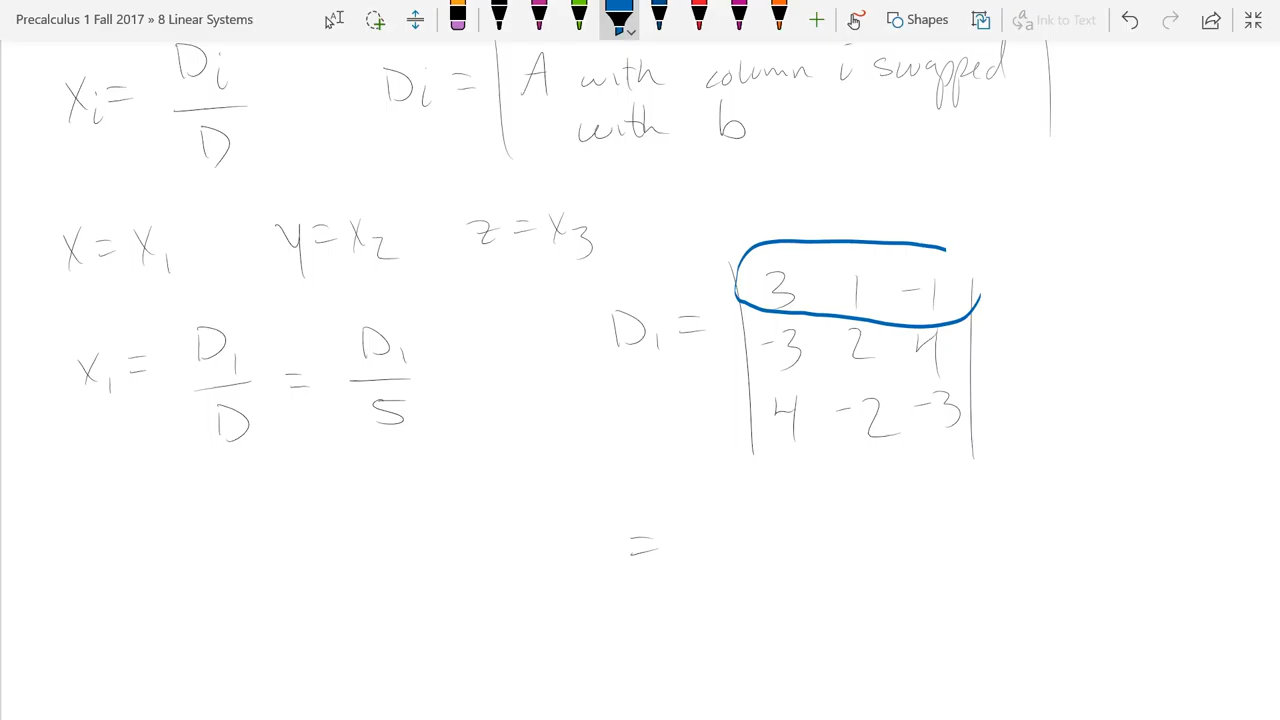 Precalculus 1 Fall 2017 » 8 Linear Systems
Shapes
Ink to Text
Xi = Di / D
Di = | A with column i swapped
with b |
X = X₁ y = X₂ z = X₃
X₁ = D₁ / D = D₁ / 5
D₁ = | 3 1 -1
-3 2 4
4 -2 -3 |
=